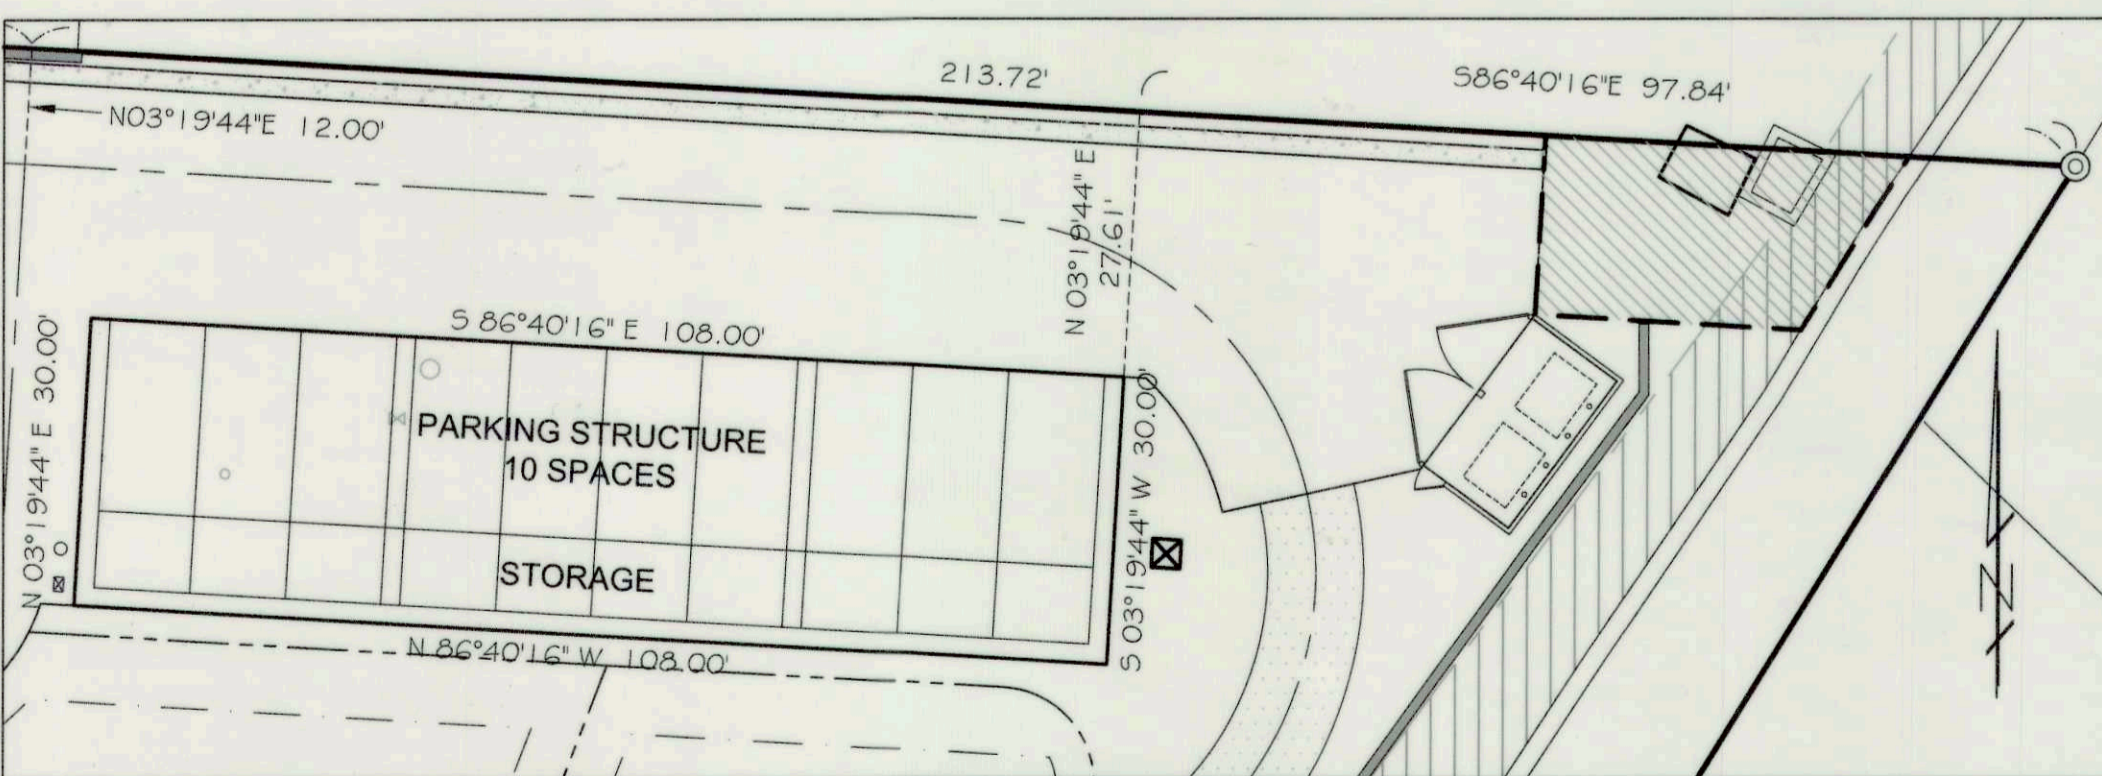 213.72'
S86°40'16"E 97.84'
N03°19'44"E 12.00'
N 03°19'44" E
27.61'
S 86°40'16" E 108.00'
N 03°19'44" E 30.00'
PARKING STRUCTURE
10 SPACES
STORAGE
S 03°19'44" W 30.00'
N 86°40'16" W 108.00'
N